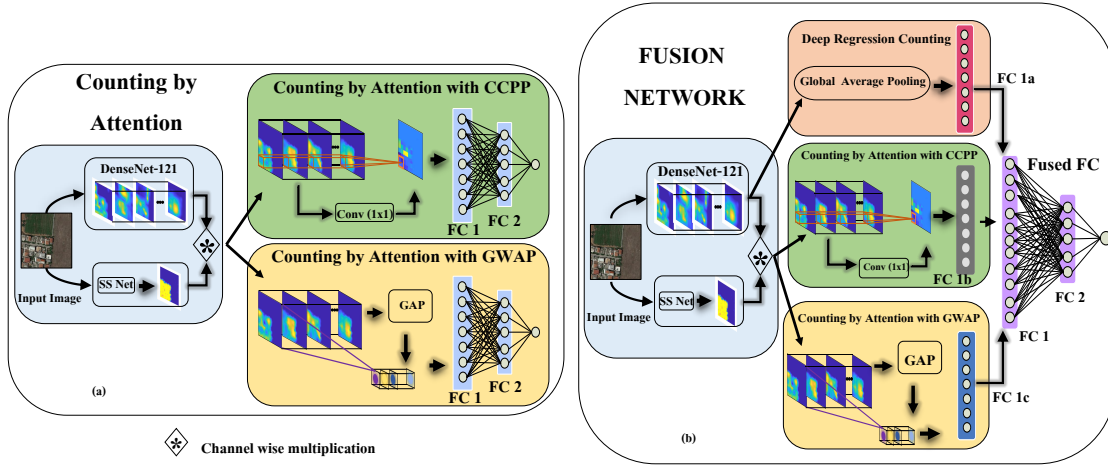 Counting by
Attention
DenseNet-121
Input Image
SS Net
(a)
Counting by Attention with CCPP
Conv (1x1)
FC 1
FC 2
Counting by Attention with GWAP
GAP
FC 1
FC 2
Channel wise multiplication
FUSION
NETWORK
DenseNet-121
Input Image
SS Net
Deep Regression Counting
Global Average Pooling
FC 1a
Counting by Attention with CCPP
Conv (1x1)
FC 1b
Counting by Attention with GWAP
GAP
FC 1c
Fused FC
FC 1
FC 2
(b)